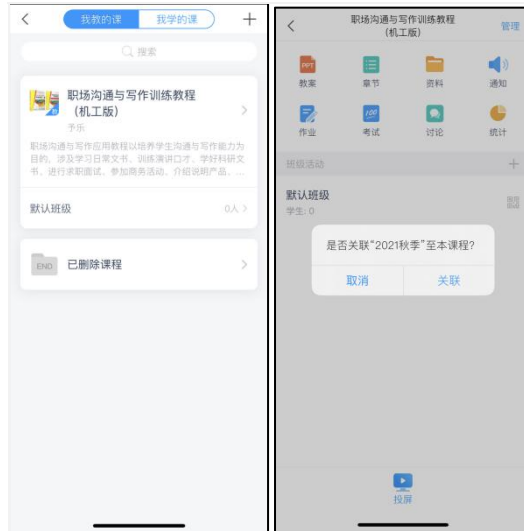 我教的课
我学的课
搜索
职场沟通与写作训练教程
(机工版)
予乐
职场沟通与写作应用教程以培养学生沟通与写作能力为
目的，涉及学习日常文书、训练演讲口才、学好科研文
书、进行求职面试、参加商务活动、介绍说明产品、...
默认班级
0人
END
已删除课程
职场沟通与写作训练教程
(机工版)
管理
PPT
教案
章节
资料
通知
作业
100
考试
讨论
统计
班级活动
默认班级
学生: 0
是否关联“2021秋季”至本课程?
取消
关联
投屏